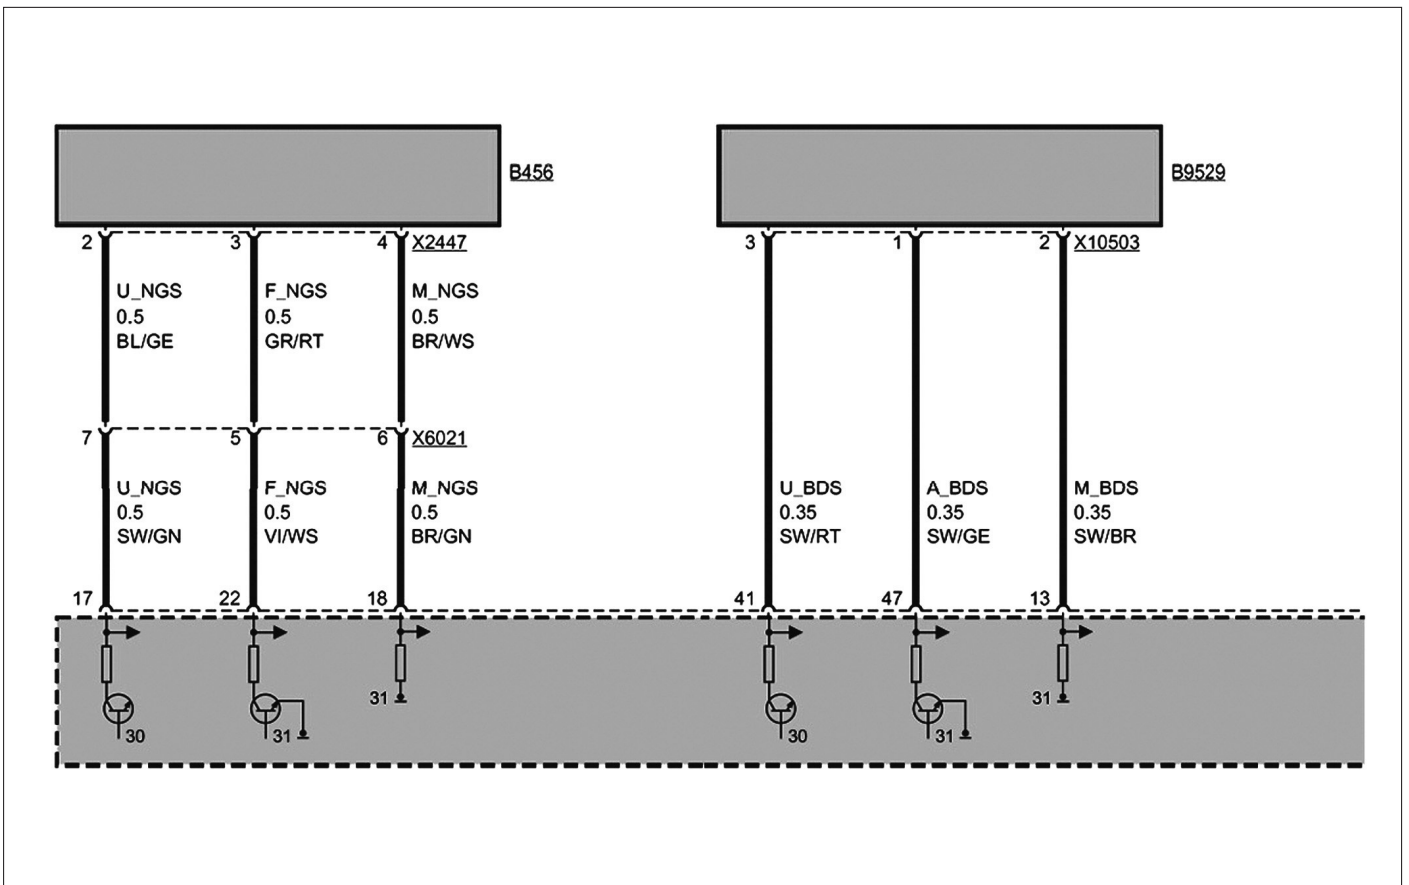 B456
B9529
2 3 4 X2447
3 1 2 X10503
U_NGS
0.5
BL/GE
F_NGS
0.5
GR/RT
M_NGS
0.5
BR/WS
7 5 6 X6021
U_NGS
0.5
SW/GN
F_NGS
0.5
VI/WS
M_NGS
0.5
BR/GN
U_BDS
0.35
SW/RT
A_BDS
0.35
SW/GE
M_BDS
0.35
SW/BR
17 22 18 41 47 13
31 31
30 31 30 31